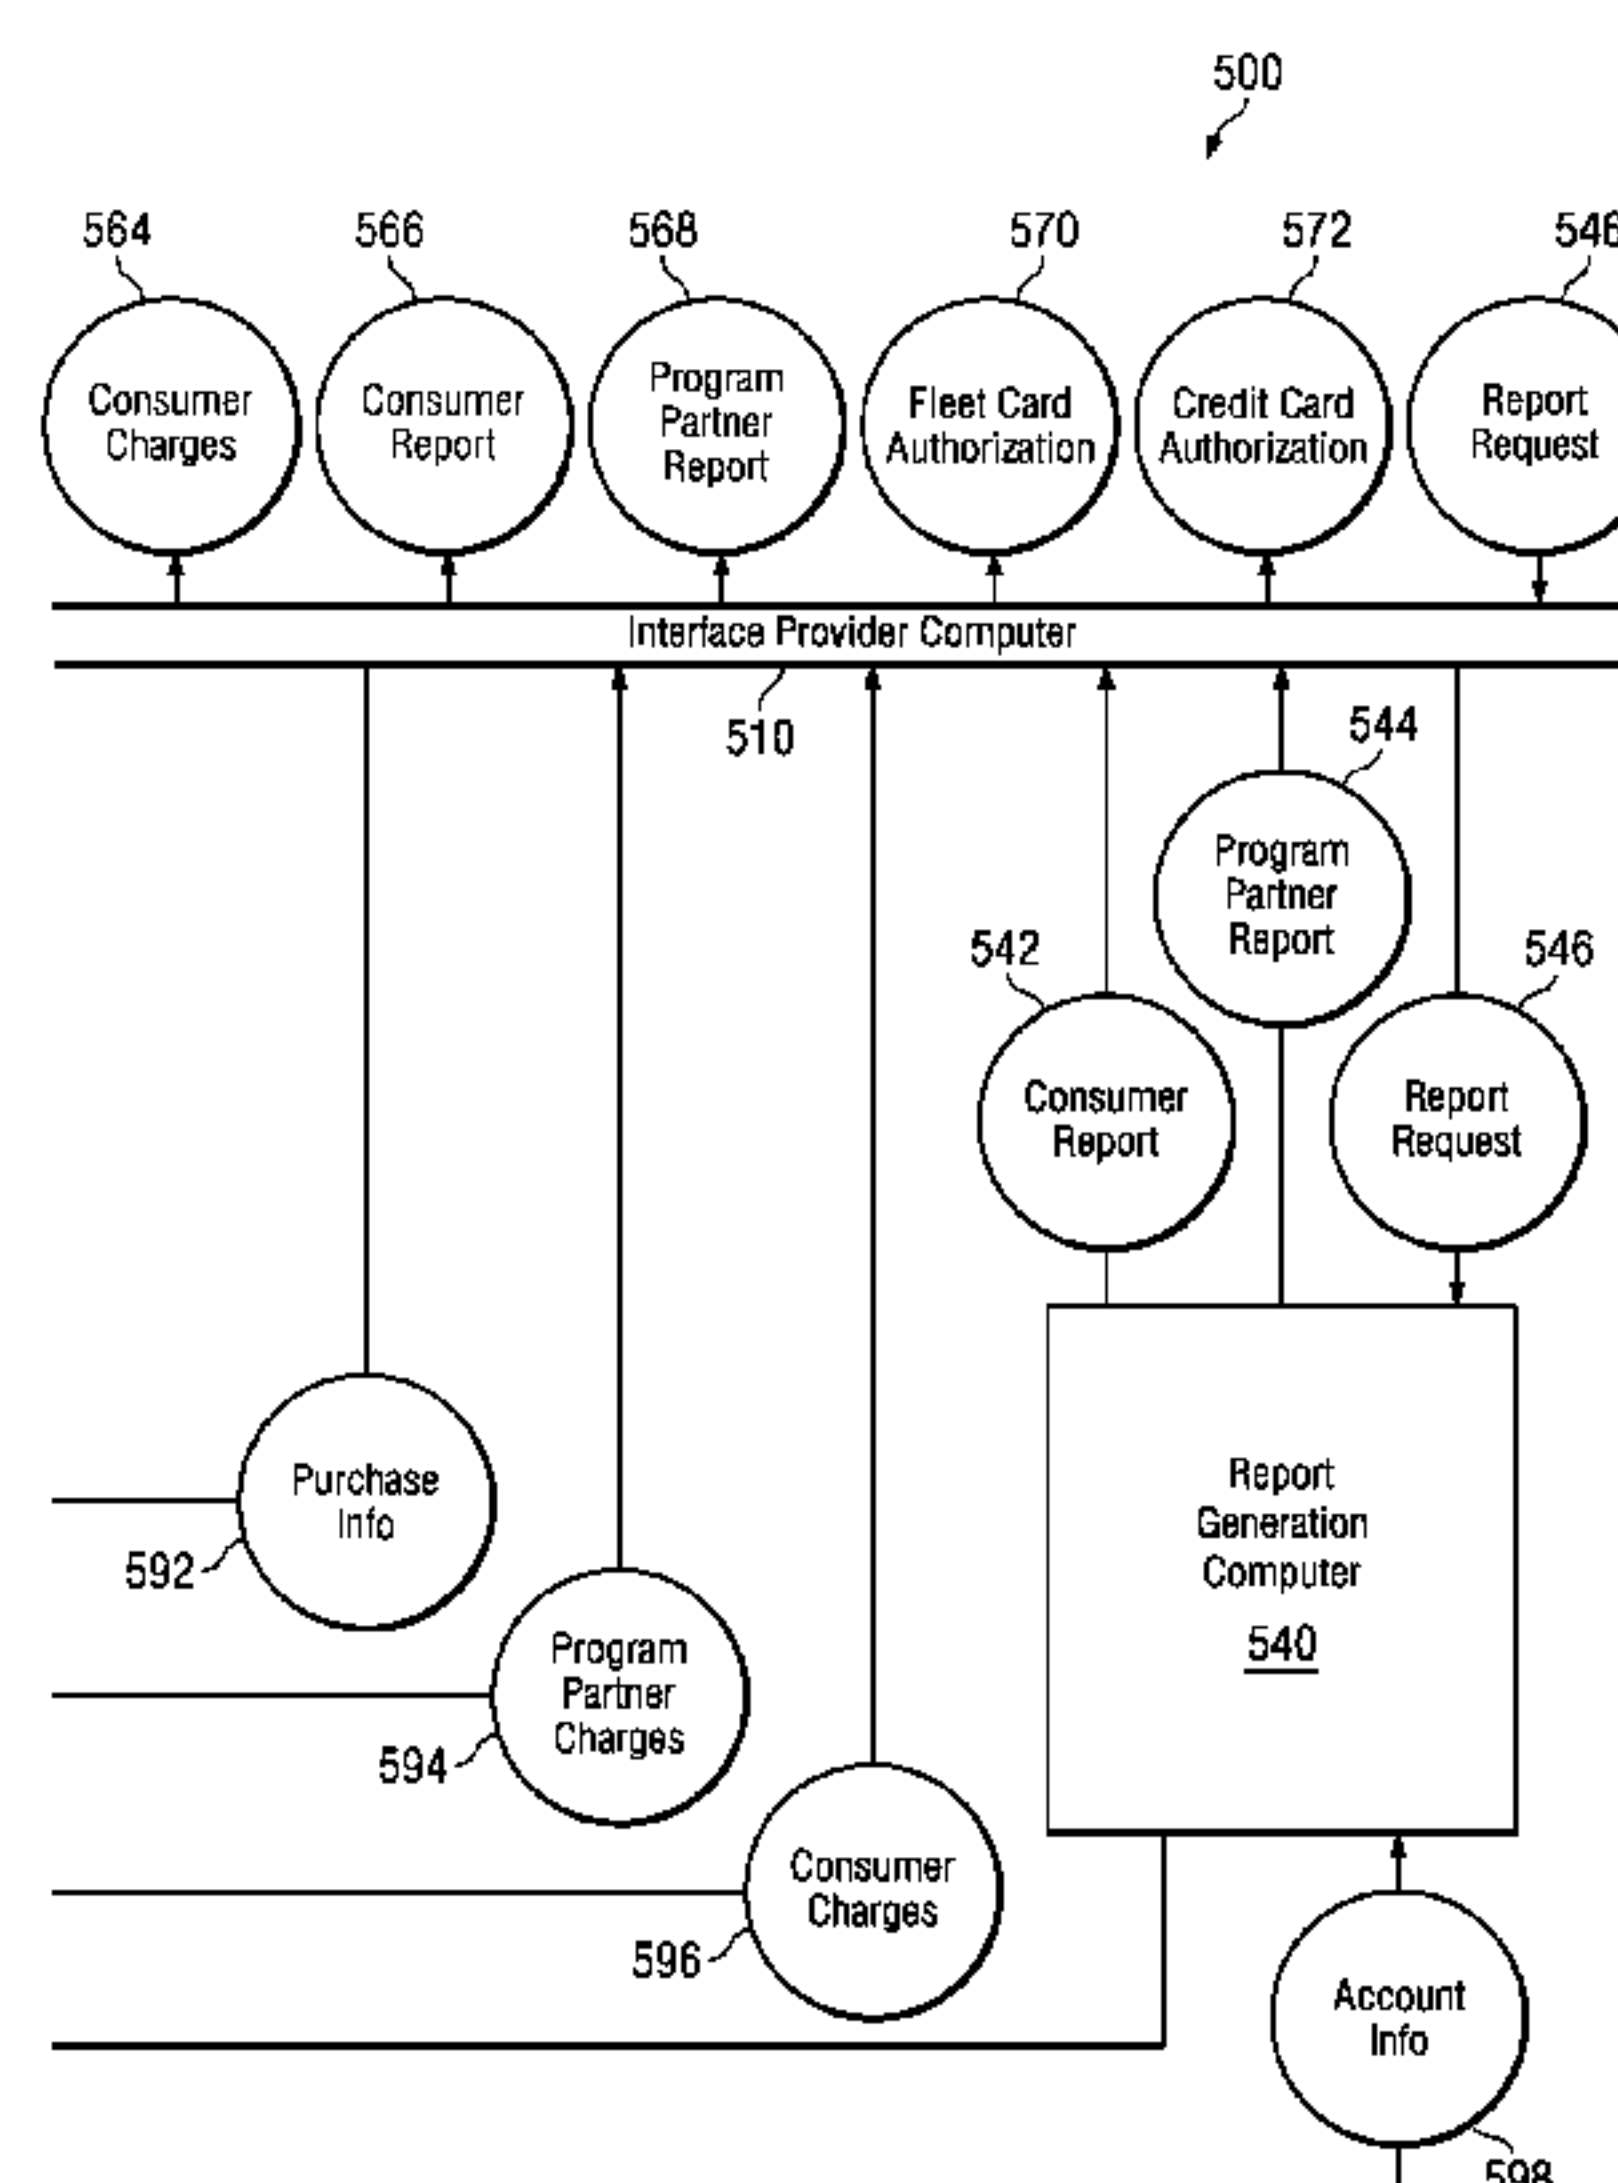 500
564
566
568
570
572
546
Consumer
Charges
Consumer
Report
Program
Partner
Report
Fleet Card
Authorization
Credit Card
Authorization
Report
Request
Interface Provider Computer
510
544
Program
Partner
Report
542
546
Consumer
Report
Report
Request
Purchase
Info
592
Report
Generation
Computer
540
Program
Partner
Charges
594
Consumer
Charges
596
Account
Info
598